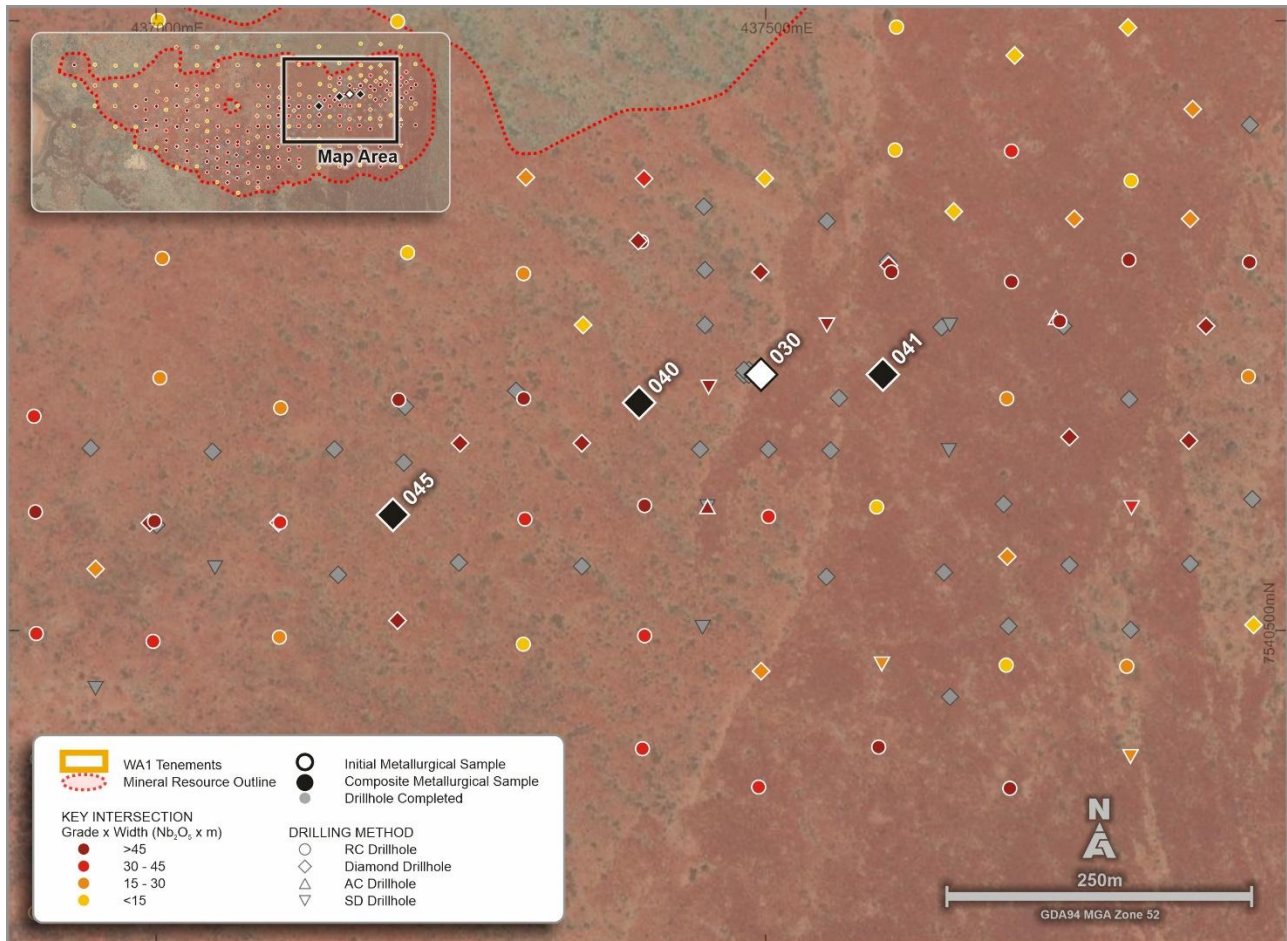 437000mE
437500mE
Map Area
030
041
040
045
7540500mN
WA1 Tenements
Mineral Resource Outline
KEY INTERSECTION
Grade x Width (Nb₂O₅ x m)
>45
30 - 45
15 - 30
<15
Initial Metallurgical Sample
Composite Metallurgical Sample
Drillhole Completed
DRILLING METHOD
RC Drillhole
Diamond Drillhole
AC Drillhole
SD Drillhole
N
250m
GDA94 MGA Zone 52